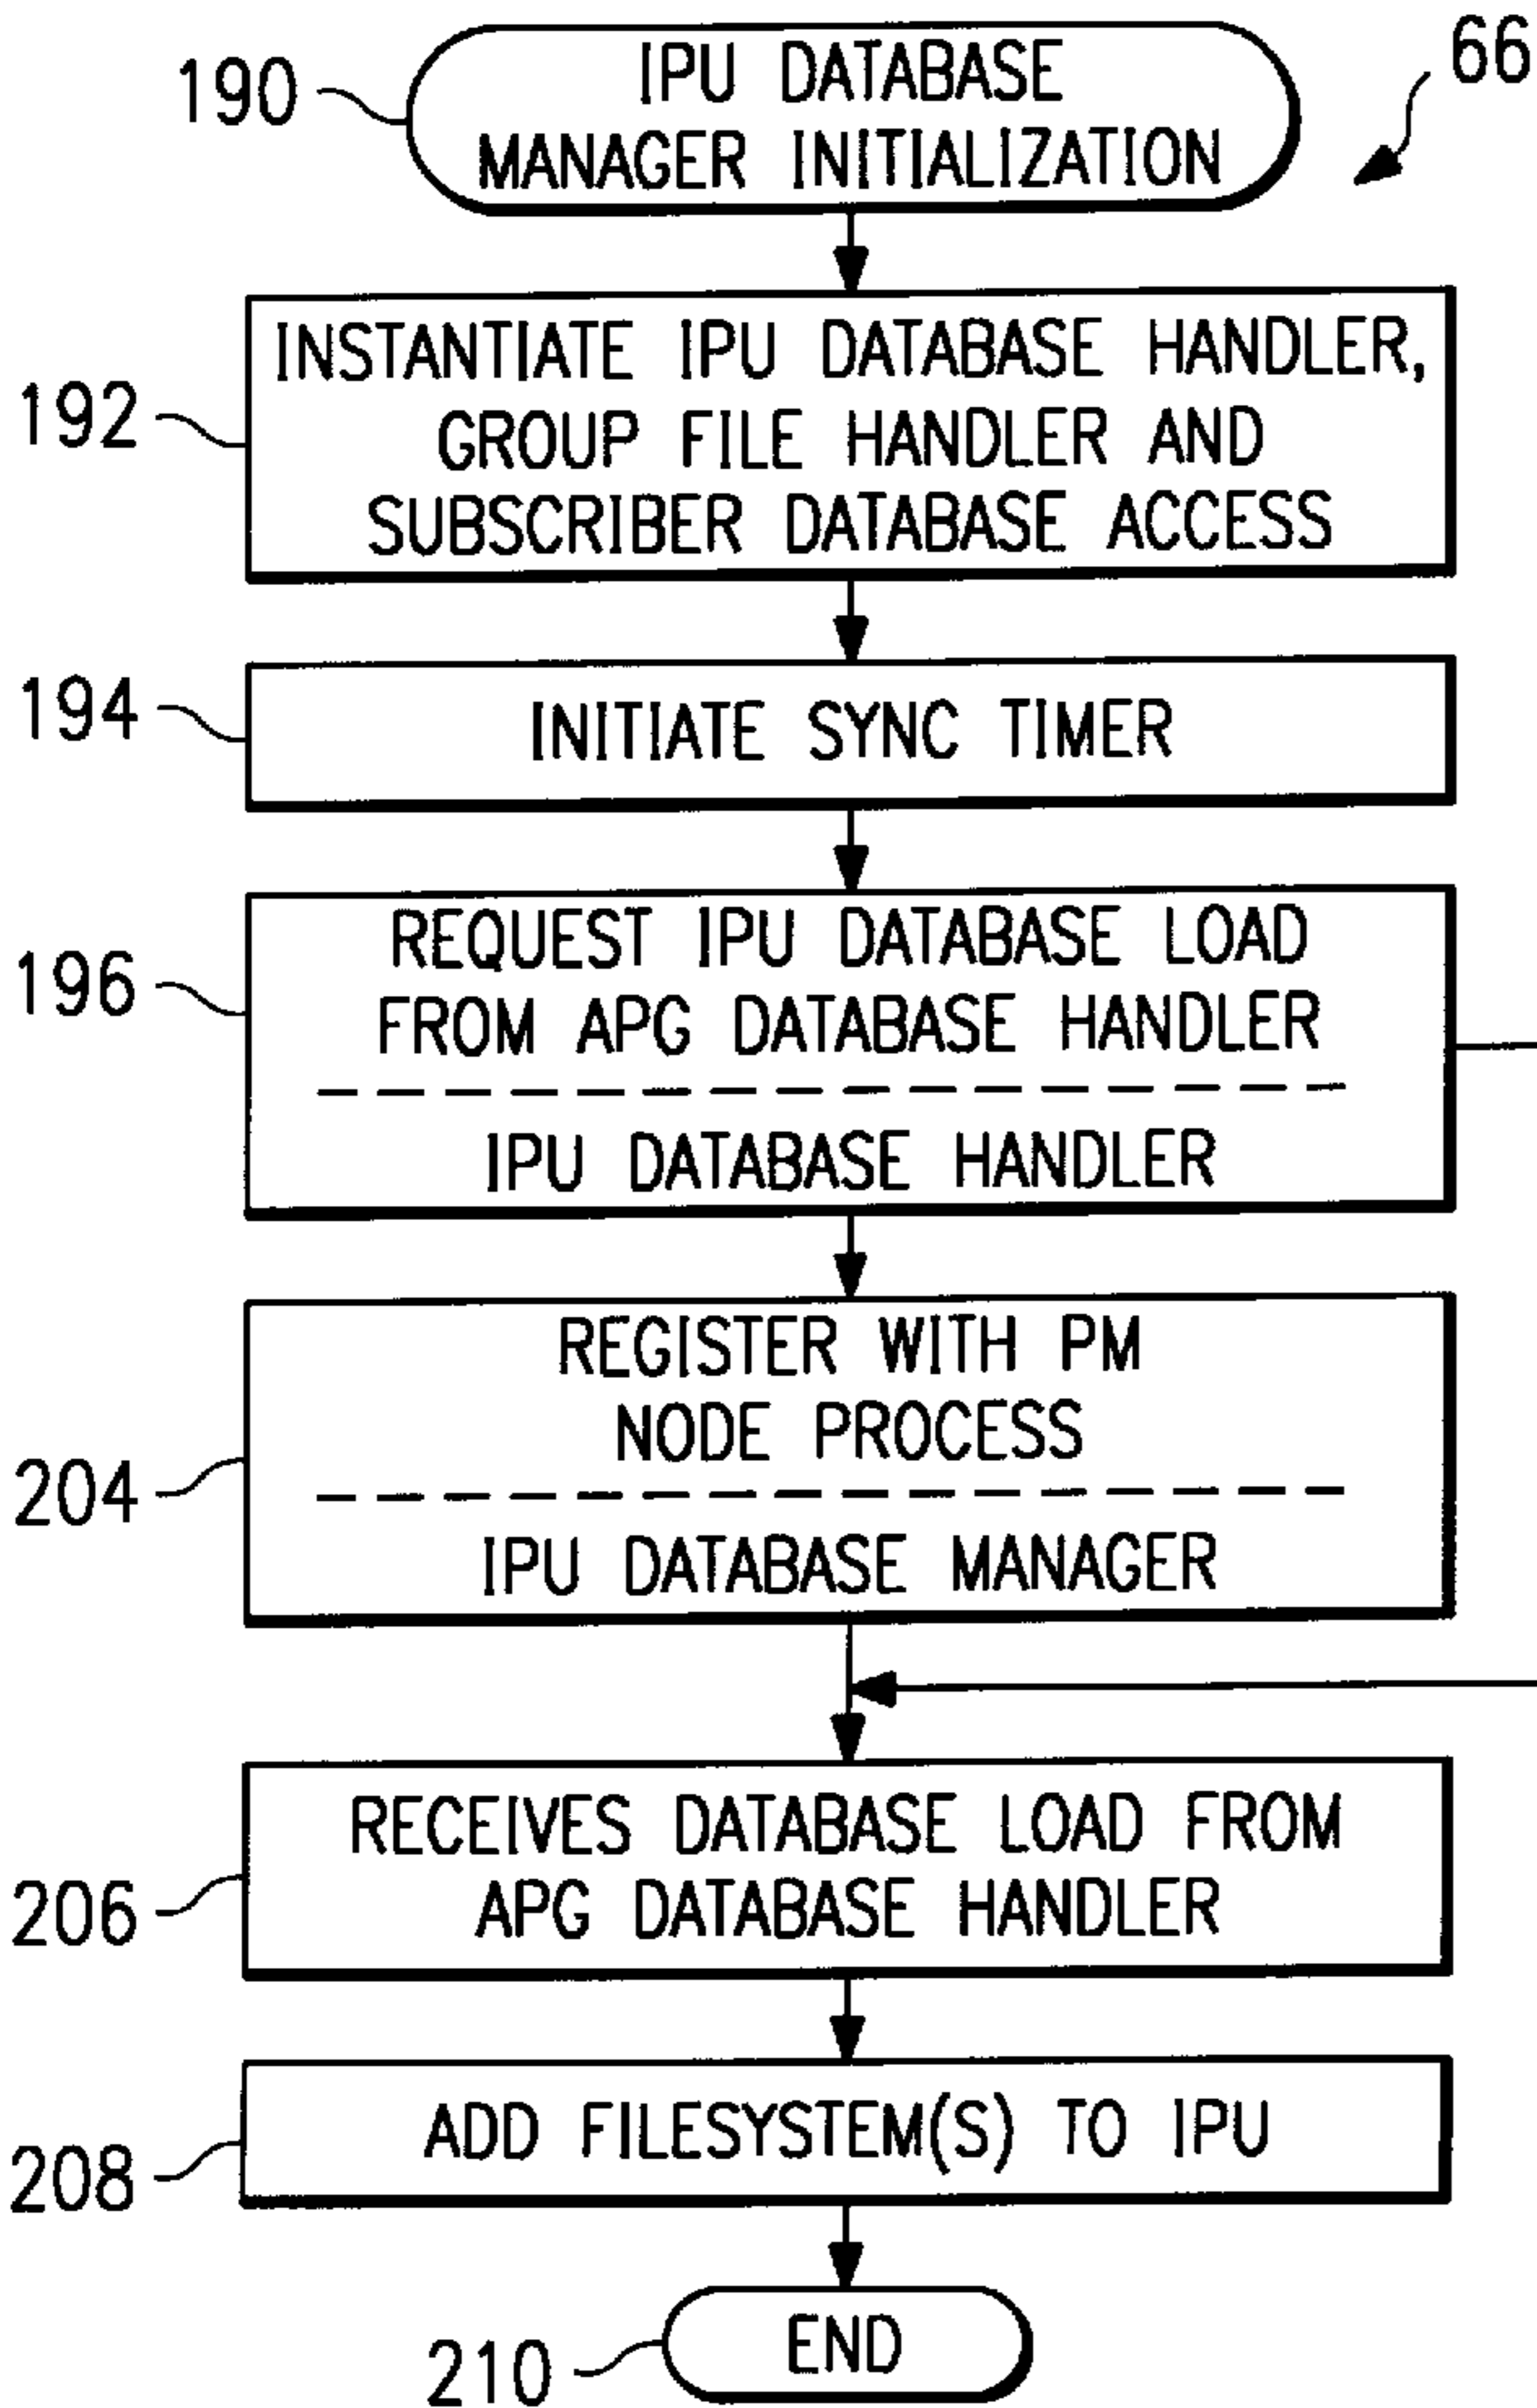 66
190
IPU DATABASE
MANAGER INITIALIZATION
192
INSTANTIATE IPU DATABASE HANDLER,
GROUP FILE HANDLER AND
SUBSCRIBER DATABASE ACCESS
194
INITIATE SYNC TIMER
196
REQUEST IPU DATABASE LOAD
FROM APG DATABASE HANDLER
IPU DATABASE HANDLER
204
REGISTER WITH PM
NODE PROCESS
IPU DATABASE MANAGER
206
RECEIVES DATABASE LOAD FROM
APG DATABASE HANDLER
208
ADD FILESYSTEM(S) TO IPU
210
END